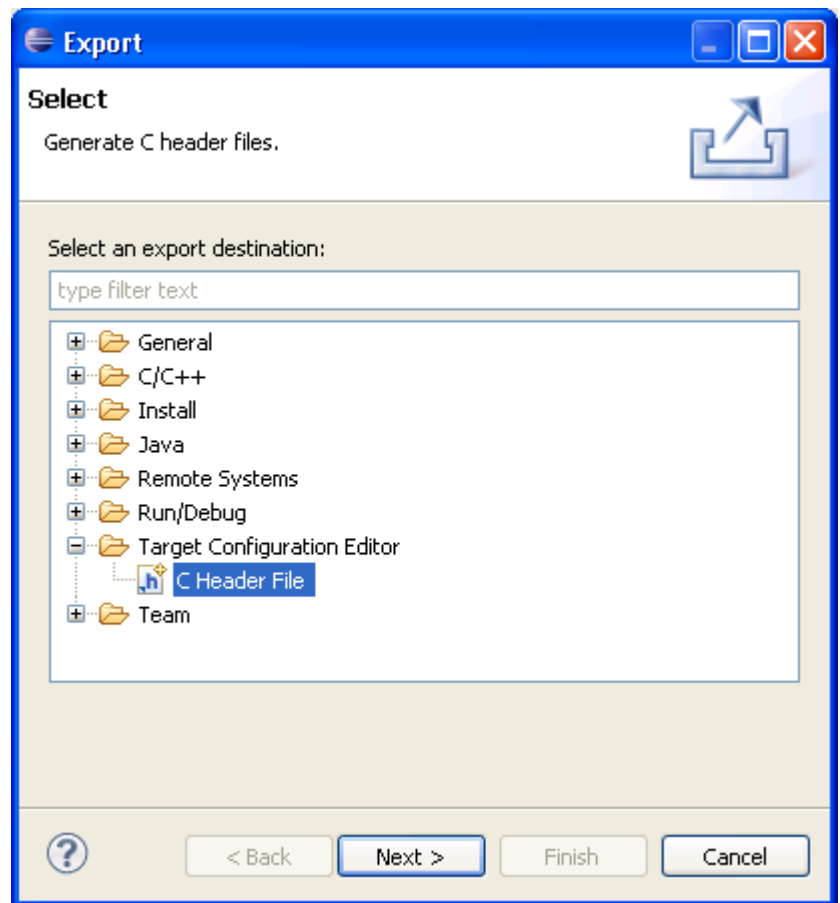 Export
Select
Generate C header files.
Select an export destination:
type filter text
General
C/C++
Install
Java
Remote Systems
Run/Debug
Target Configuration Editor
.h C Header File
Team
? < Back Next > Finish Cancel